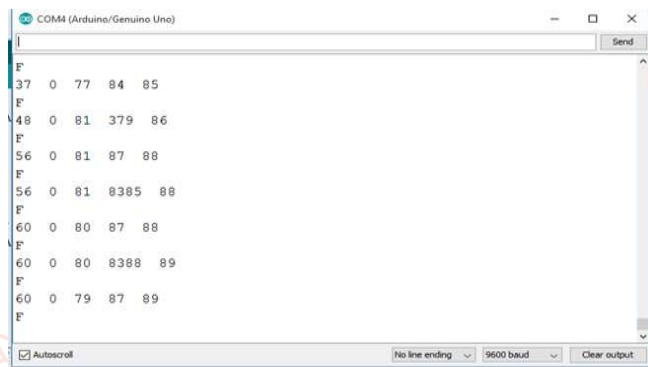 COM4 (Arduino/Genuino Uno)
Send
F
37 0 77 84 85
F
48 0 81 379 86
F
56 0 81 87 88
F
56 0 81 8385 88
F
60 0 80 87 88
F
60 0 80 8388 89
F
60 0 79 87 89
F
Autoscroll No line ending 9600 baud Clear output